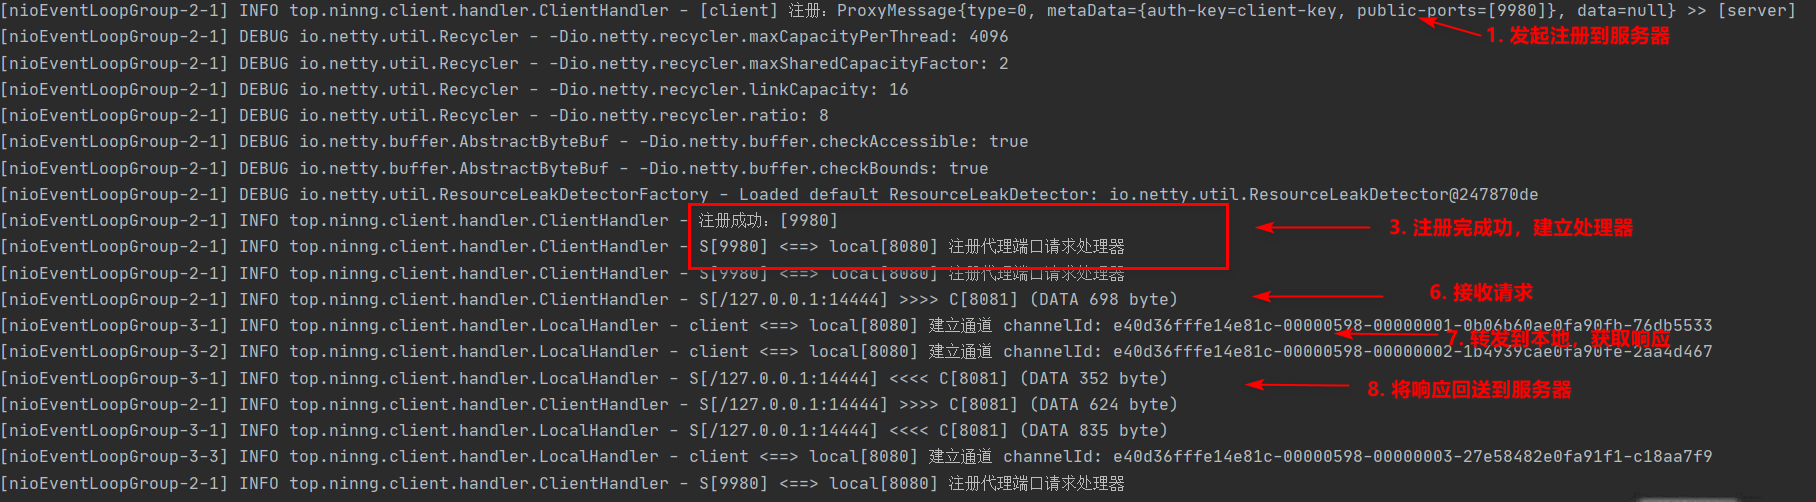 [nioEventLoopGroup-2-1] INFO top.ninng.client.handler.ClientHandler - [client] 注册：ProxyMessage{type=0, metaData={auth-key=client-key, public-ports=[9980]}, data=null} >> [server]
1. 发起注册到服务器
[nioEventLoopGroup-2-1] DEBUG io.netty.util.Recycler - -Dio.netty.recycler.maxCapacityPerThread: 4096
[nioEventLoopGroup-2-1] DEBUG io.netty.util.Recycler - -Dio.netty.recycler.maxSharedCapacityFactor: 2
[nioEventLoopGroup-2-1] DEBUG io.netty.util.Recycler - -Dio.netty.recycler.linkCapacity: 16
[nioEventLoopGroup-2-1] DEBUG io.netty.util.Recycler - -Dio.netty.recycler.ratio: 8
[nioEventLoopGroup-2-1] DEBUG io.netty.buffer.AbstractByteBuf - -Dio.netty.buffer.checkAccessible: true
[nioEventLoopGroup-2-1] DEBUG io.netty.buffer.AbstractByteBuf - -Dio.netty.buffer.checkBounds: true
[nioEventLoopGroup-2-1] DEBUG io.netty.util.ResourceLeakDetectorFactory - Loaded default ResourceLeakDetector: io.netty.util.ResourceLeakDetector@247870de
[nioEventLoopGroup-2-1] INFO top.ninng.client.handler.ClientHandler - 注册成功：[9980]
3. 注册完成功，建立处理器
[nioEventLoopGroup-2-1] INFO top.ninng.client.handler.ClientHandler - S[9980] <==> local[8080] 注册代理端口请求处理器
[nioEventLoopGroup-2-1] INFO top.ninng.client.handler.ClientHandler - S[9980] <==> local[8080] 注册代理端口请求处理器
[nioEventLoopGroup-2-1] INFO top.ninng.client.handler.ClientHandler - S[/127.0.0.1:14444] >>>> C[8081] (DATA 698 byte)
6. 接收请求
[nioEventLoopGroup-3-1] INFO top.ninng.client.handler.LocalHandler - client <==> local[8080] 建立通道 channelId: e40d36fffe14e81c-00000598-00000001-0b06b60ae0fa90fb-76db5533
7. 转发到本地，获取响应
[nioEventLoopGroup-3-2] INFO top.ninng.client.handler.LocalHandler - client <==> local[8080] 建立通道 channelId: e40d36fffe14e81c-00000598-00000002-1b4939cae0fa90fe-2aa4d467
[nioEventLoopGroup-3-1] INFO top.ninng.client.handler.LocalHandler - S[/127.0.0.1:14444] <<<< C[8081] (DATA 352 byte)
8. 将响应回送到服务器
[nioEventLoopGroup-2-1] INFO top.ninng.client.handler.ClientHandler - S[/127.0.0.1:14444] >>>> C[8081] (DATA 624 byte)
[nioEventLoopGroup-3-1] INFO top.ninng.client.handler.LocalHandler - S[/127.0.0.1:14444] <<<< C[8081] (DATA 835 byte)
[nioEventLoopGroup-3-3] INFO top.ninng.client.handler.LocalHandler - client <==> local[8080] 建立通道 channelId: e40d36fffe14e81c-00000598-00000003-27e58482e0fa91f1-c18aa7f9
[nioEventLoopGroup-2-1] INFO top.ninng.client.handler.ClientHandler - S[9980] <==> local[8080] 注册代理端口请求处理器